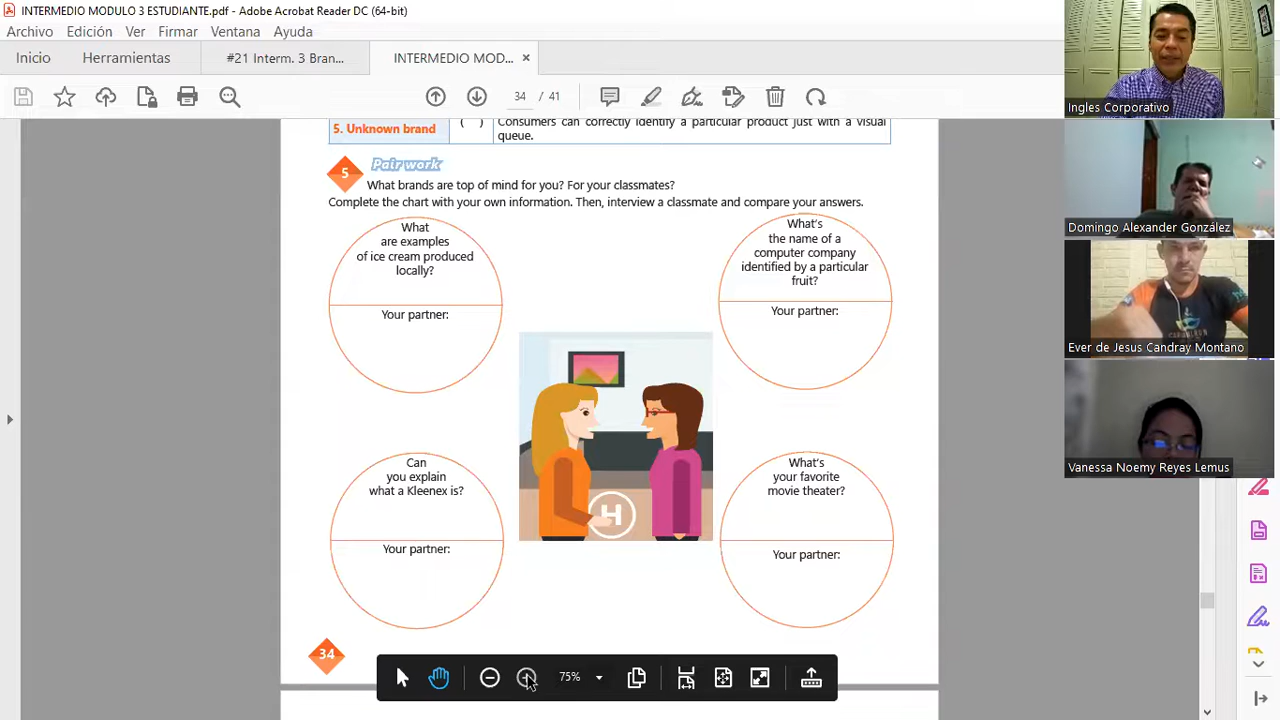 INTERMEDIO MODULO 3 ESTUDIANTE.pdf - Adobe Acrobat Reader DC (64-bit)
Archivo Edición Ver Firmar Ventana Ayuda
Inicio Herramientas #21 Interm. 3 Bran... INTERMEDIO MOD... ×
34 / 41
5. Unknown brand ( ) Consumers can correctly identify a particular product just with a visual
queue.
5 Pair work
What brands are top of mind for you? For your classmates?
Complete the chart with your own information. Then, interview a classmate and compare your answers.
What
are examples
of ice cream produced
locally?
Your partner:
What's
the name of a
computer company
identified by a particular
fruit?
Your partner:
Can
you explain
what a Kleenex is?
Your partner:
What's
your favorite
movie theater?
Your partner:
H
34
75%
Ingles Corporativo
Domingo Alexander González
Ever de Jesus Candray Montano
Vanessa Noemy Reyes Lemus